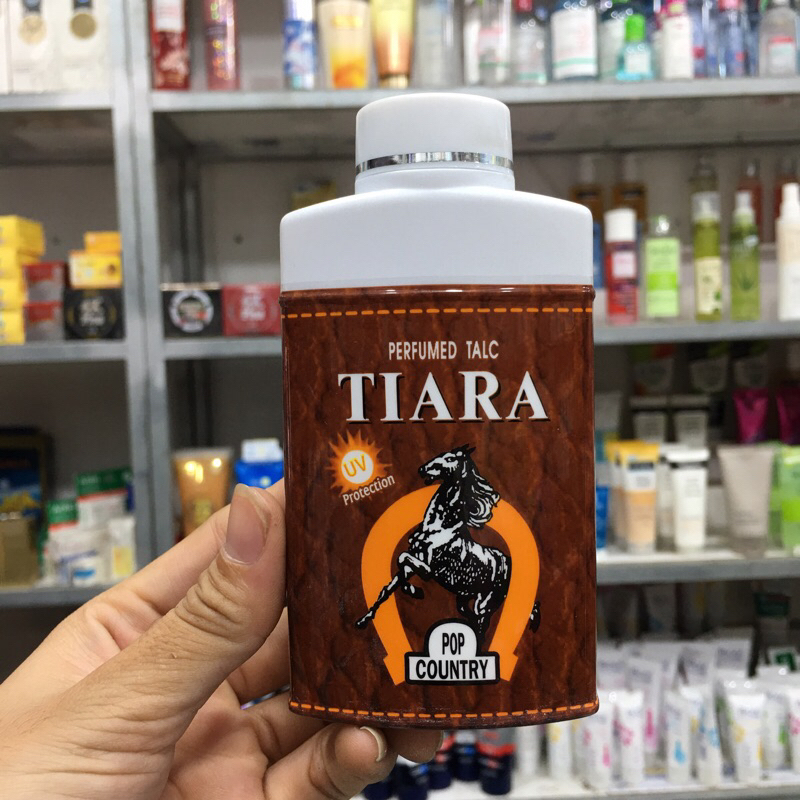 PERFUMED TALC
TIARA
UV
Protection
POP
COUNTRY